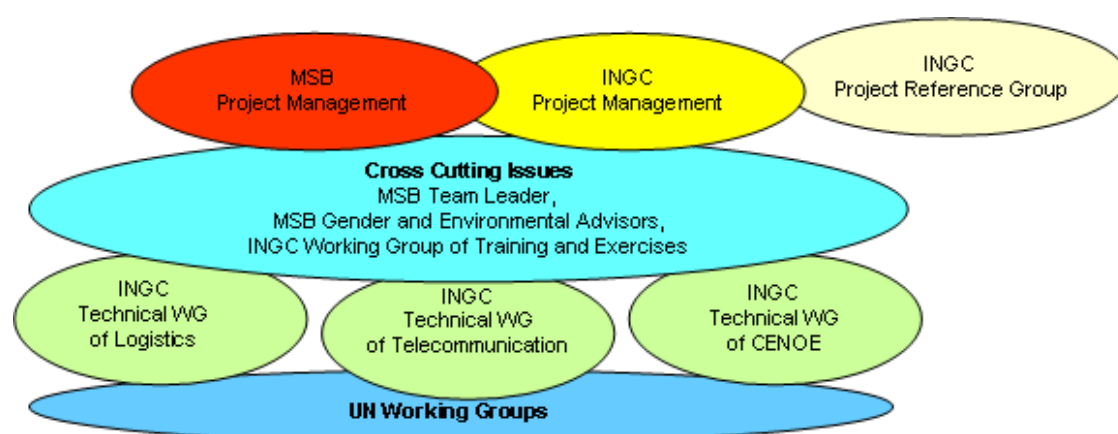 MSB
Project Management
INGC
Project Management
INGC
Project Reference Group
Cross Cutting Issues
MSB Team Leader,
MSB Gender and Environmental Advisors,
INGC Working Group of Training and Exercises
INGC
Technical WG
of Logistics
INGC
Technical WG
of Telecommunication
INGC
Technical WG
of CENOE
UN Working Groups